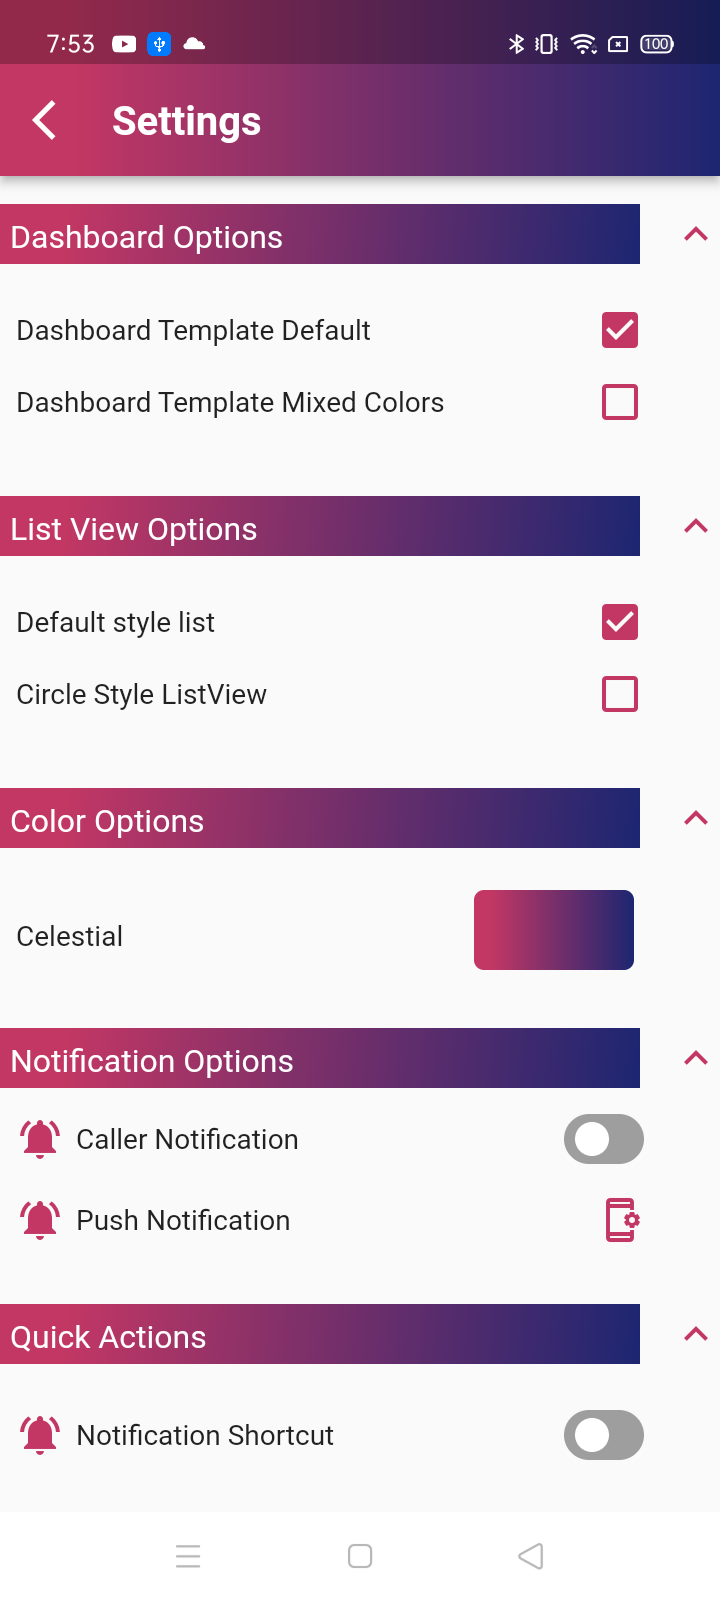 7:53
100
Settings
Dashboard Options
Dashboard Template Default
Dashboard Template Mixed Colors
List View Options
Default style list
Circle Style ListView
Color Options
Celestial
Notification Options
Caller Notification
Push Notification
Quick Actions
Notification Shortcut